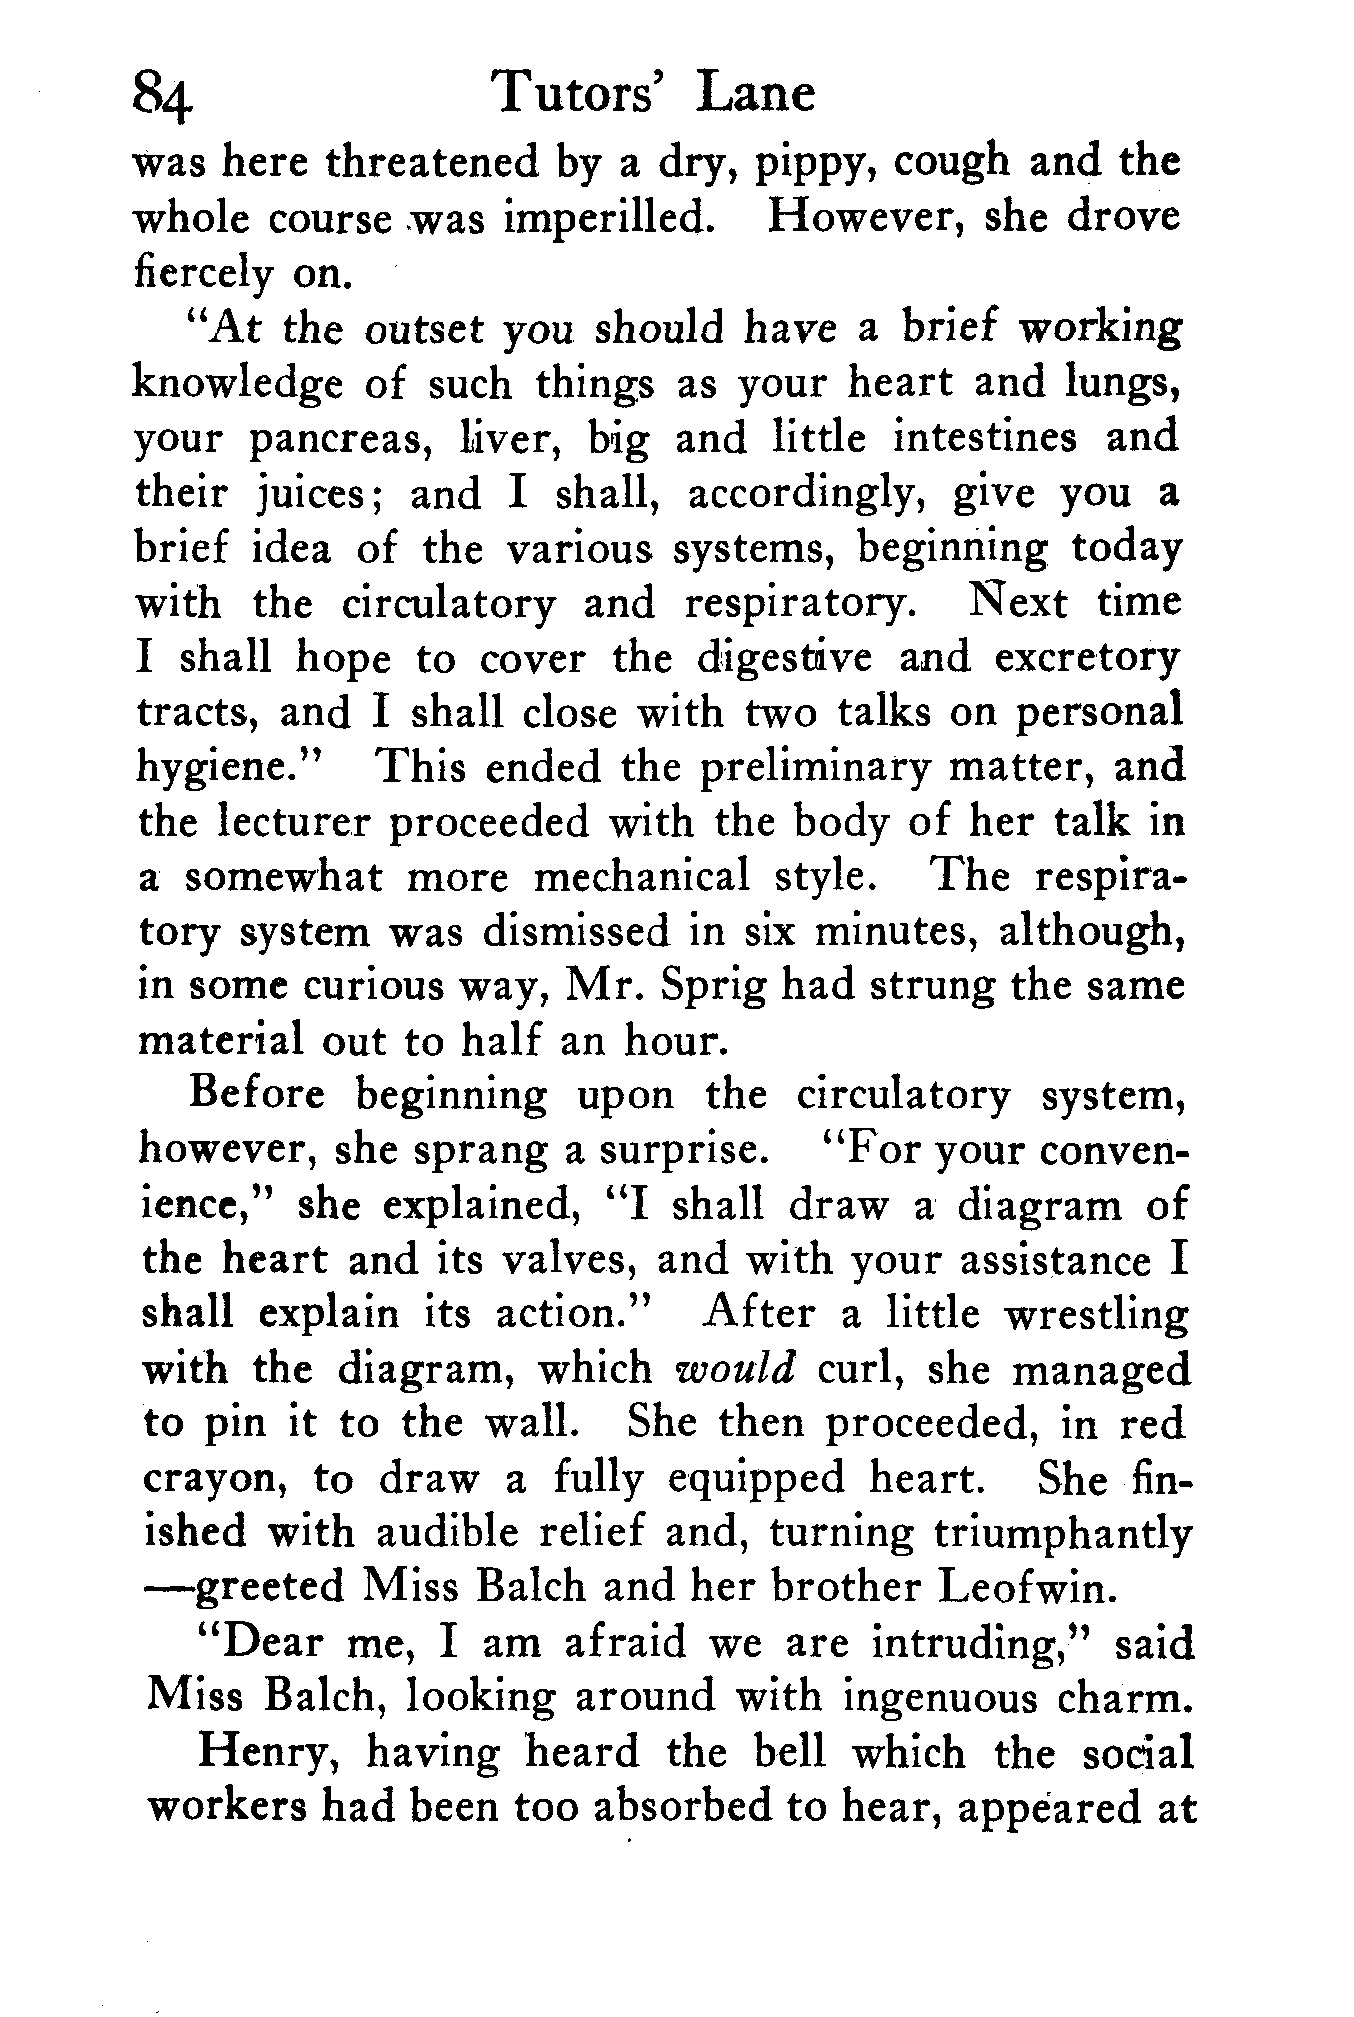 84 Tutors' Lane
was here threatened by a dry, pippy, cough and the
whole course was imperilled. However, she drove
fiercely on.
"At the outset you should have a brief working
knowledge of such things as your heart and lungs,
your pancreas, liver, big and little intestines and
their juices; and I shall, accordingly, give you a
brief idea of the various systems, beginning today
with the circulatory and respiratory. Next time
I shall hope to cover the digestive and excretory
tracts, and I shall close with two talks on personal
hygiene." This ended the preliminary matter, and
the lecturer proceeded with the body of her talk in
a somewhat more mechanical style. The respira-
tory system was dismissed in six minutes, although,
in some curious way, Mr. Sprig had strung the same
material out to half an hour.
Before beginning upon the circulatory system,
however, she sprang a surprise. "For your conven-
ience," she explained, "I shall draw a diagram of
the heart and its valves, and with your assistance I
shall explain its action." After a little wrestling
with the diagram, which would curl, she managed
to pin it to the wall. She then proceeded, in red
crayon, to draw a fully equipped heart. She fin-
ished with audible relief and, turning triumphantly
—greeted Miss Balch and her brother Leofwin.
"Dear me, I am afraid we are intruding," said
Miss Balch, looking around with ingenuous charm.
Henry, having heard the bell which the social
workers had been too absorbed to hear, appeared at